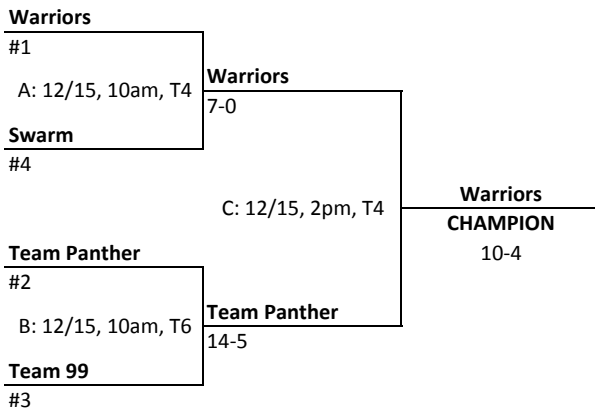 Warriors
#1
A: 12/15, 10am, T4
Warriors
7-0
Swarm
#4
C: 12/15, 2pm, T4
Warriors
CHAMPION
10-4
Team Panther
#2
B: 12/15, 10am, T6
Team Panther
14-5
Team 99
#3